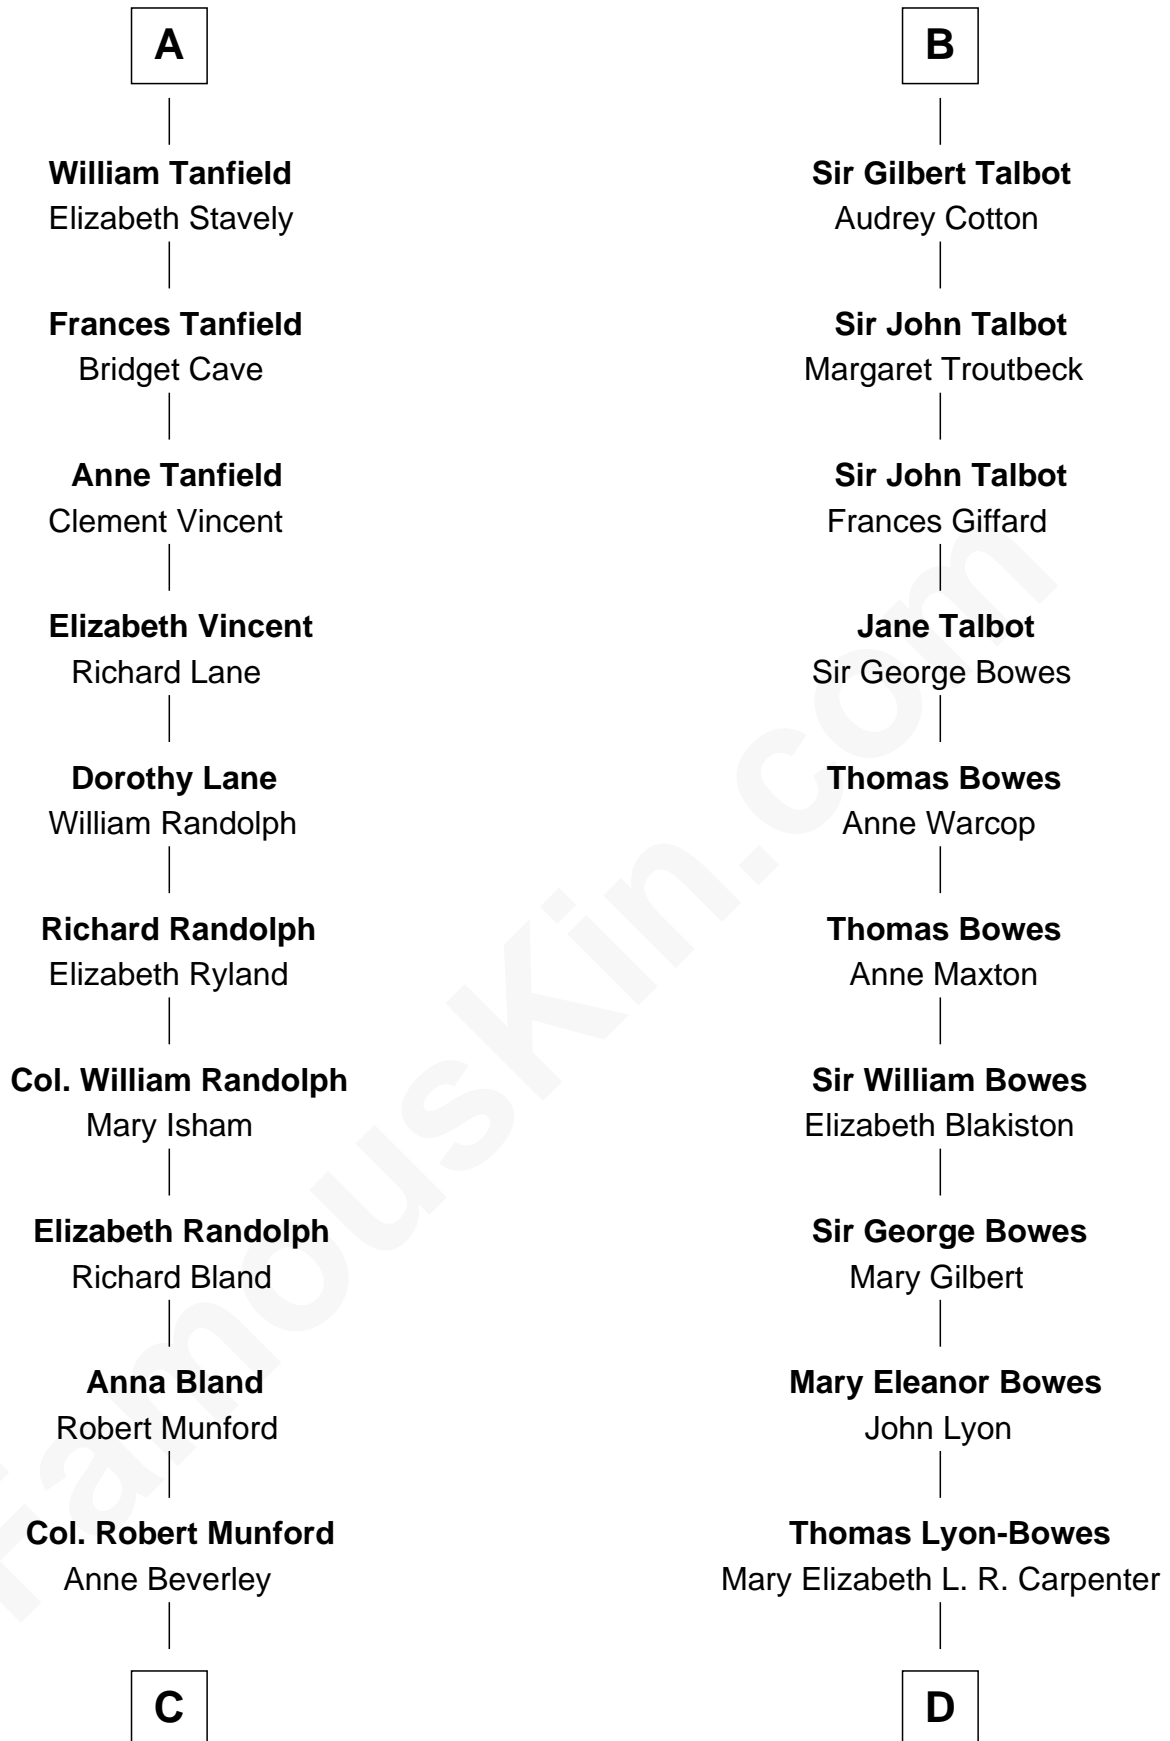 A
William Tanfield
Elizabeth Stavely
Frances Tanfield
Bridget Cave
Anne Tanfield
Clement Vincent
Elizabeth Vincent
Richard Lane
Dorothy Lane
William Randolph
Richard Randolph
Elizabeth Ryland
Col. William Randolph
Mary Isham
Elizabeth Randolph
Richard Bland
Anna Bland
Robert Munford
Col. Robert Munford
Anne Beverley
C
B
Sir Gilbert Talbot
Audrey Cotton
Sir John Talbot
Margaret Troutbeck
Sir John Talbot
Frances Giffard
Jane Talbot
Sir George Bowes
Thomas Bowes
Anne Warcop
Thomas Bowes
Anne Maxton
Sir William Bowes
Elizabeth Blakiston
Sir George Bowes
Mary Gilbert
Mary Eleanor Bowes
John Lyon
Thomas Lyon-Bowes
Mary Elizabeth L. R. Carpenter
D
FamousKin.com